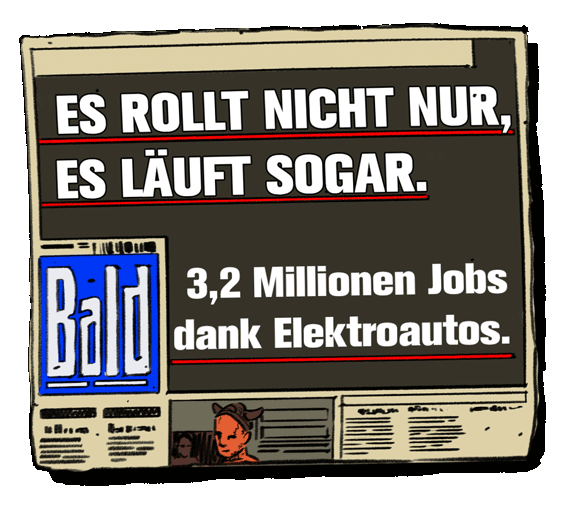 ES ROLLT NICHT NUR,
ES LÄUFT SOGAR.
Bald
3,2 Millionen Jobs
dank Elektroautos.